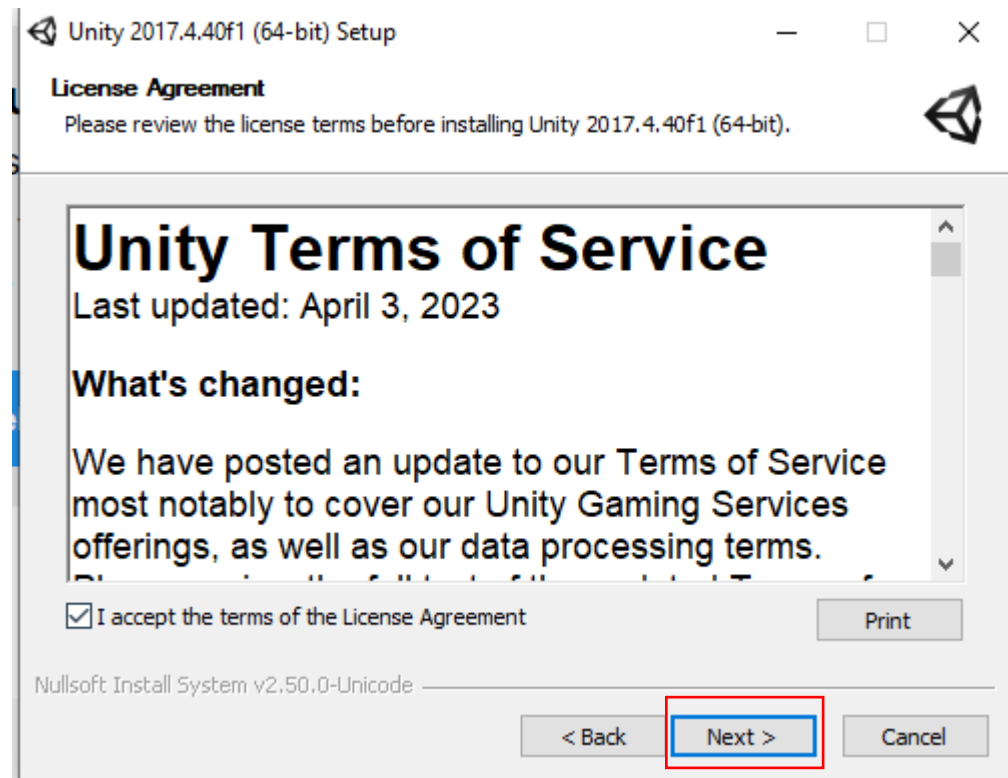 Unity 2017.4.40f1 (64-bit) Setup
License Agreement
Please review the license terms before installing Unity 2017.4.40f1 (64-bit).
Unity Terms of Service
Last updated: April 3, 2023
What's changed:
We have posted an update to our Terms of Service
most notably to cover our Unity Gaming Services
offerings, as well as our data processing terms.
I accept the terms of the License Agreement
Print
Nullsoft Install System v2.50.0-Unicode
< Back
Next >
Cancel